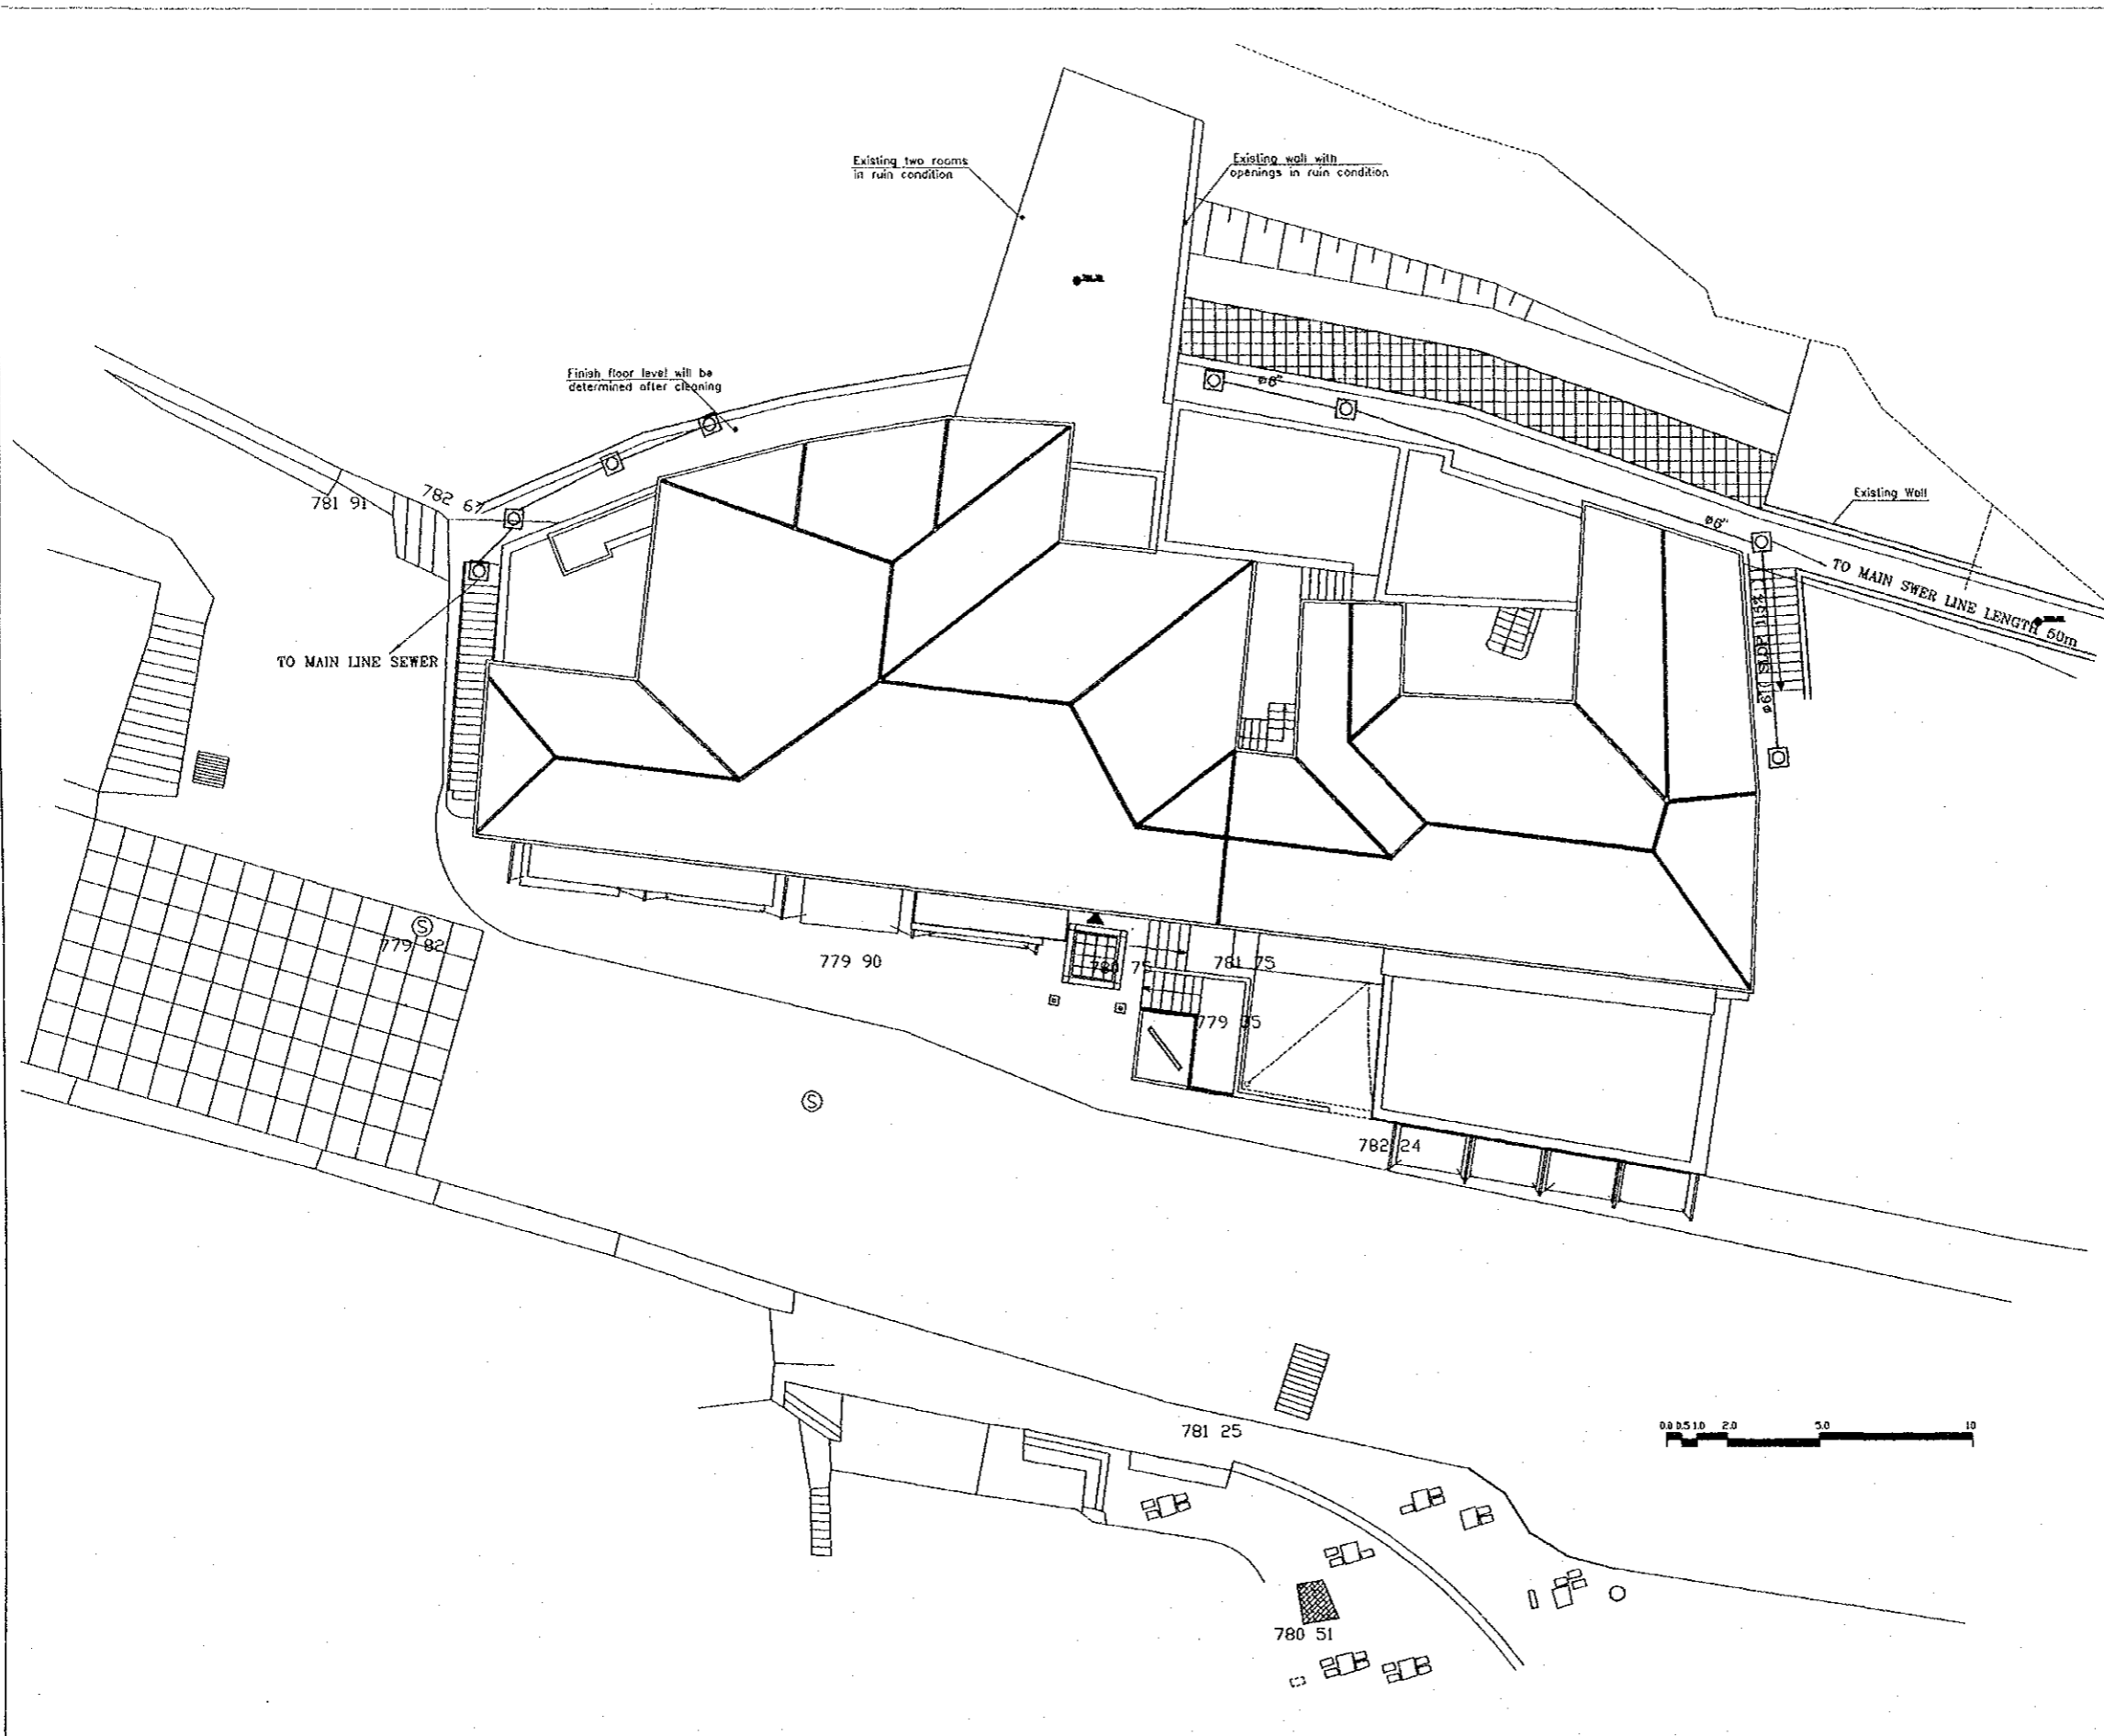 Existing two rooms
in ruin condition
Existing wall with
openings in ruin condition
Finish floor level will be
determined after cleaning
ø6"
781 91
782 67
Existing Wall
ø6"
TO MAIN SWER LINE LENGTH 50m
TO MAIN LINE SEWER
779 82
779 90
780 75
781 75
779 35
782 24
781 25
0.0 0.5 1.0 2.0 5.0 10
780 51
S
S